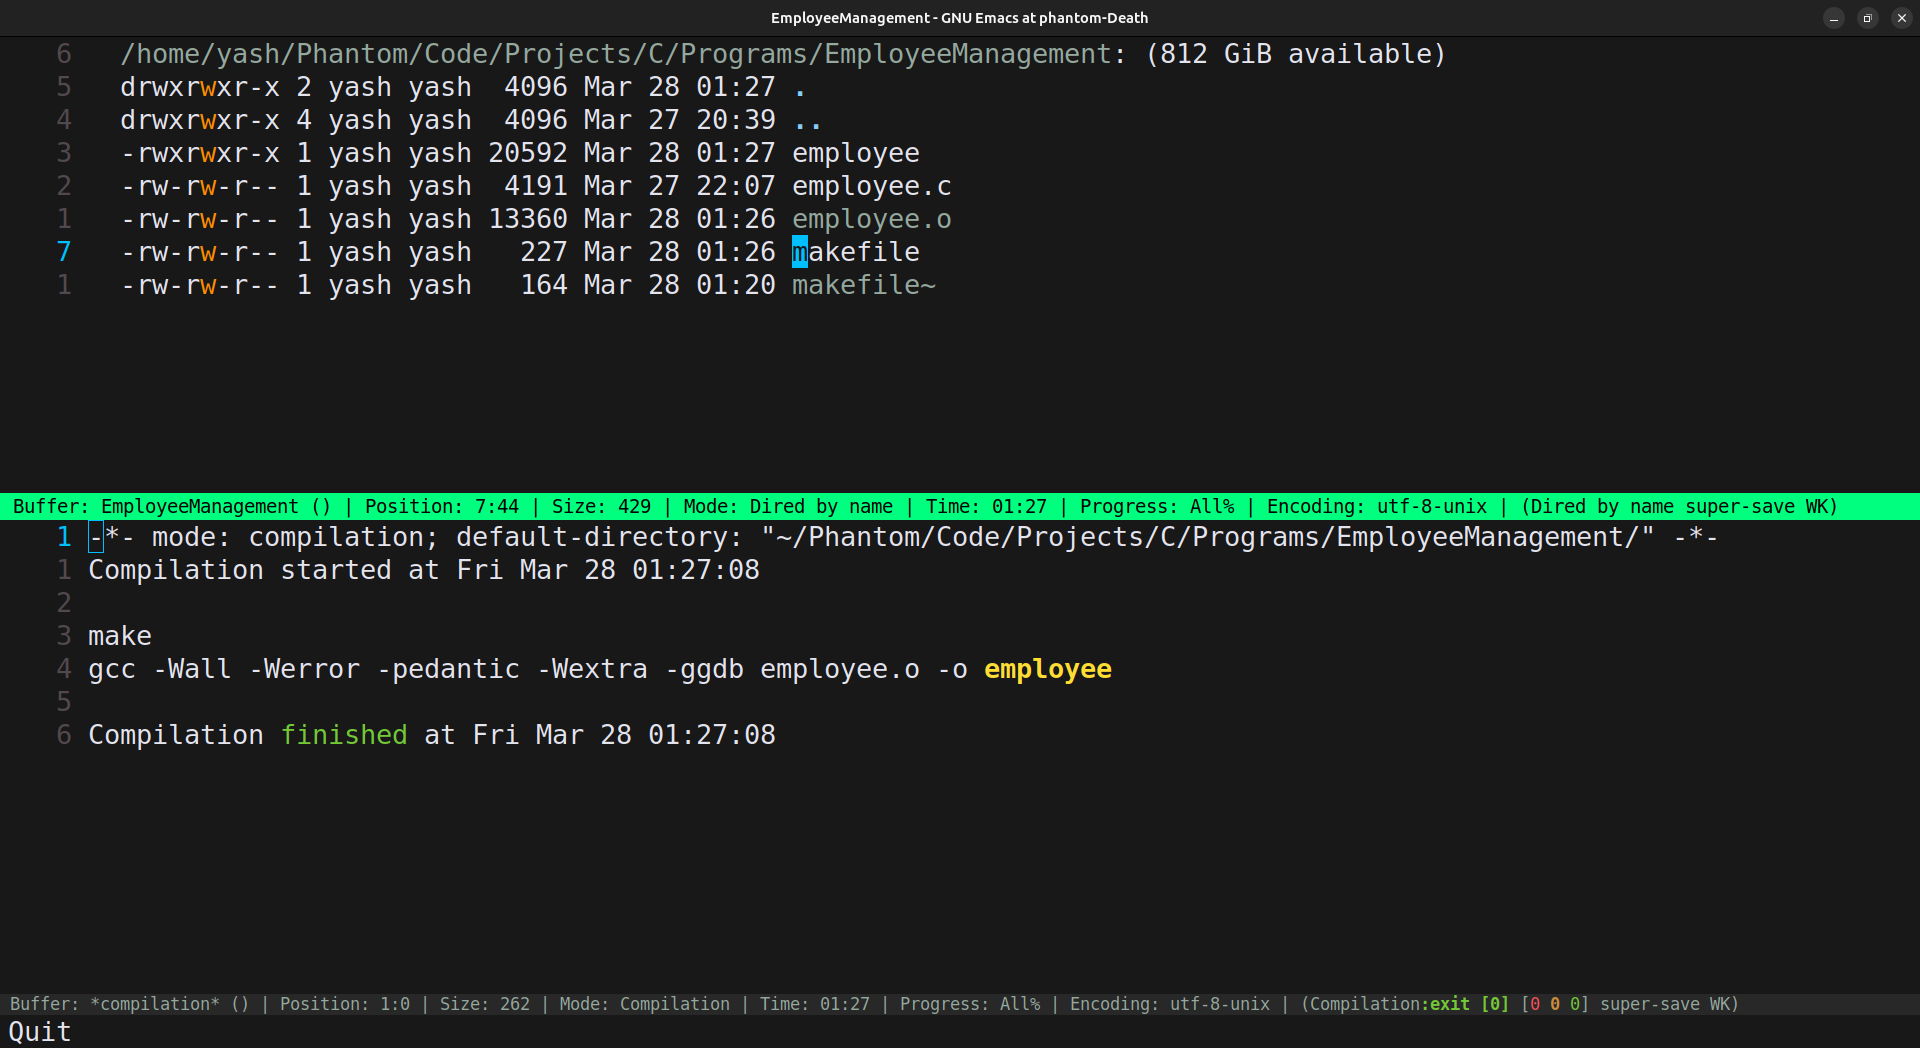 EmployeeManagement - GNU Emacs at phantom-Death
6 /home/yash/Phantom/Code/Projects/C/Programs/EmployeeManagement: (812 GiB available)
5 drwxrwxr-x 2 yash yash  4096 Mar 28 01:27 .
4 drwxrwxr-x 4 yash yash  4096 Mar 27 20:39 ..
3 -rwxrwxr-x 1 yash yash 20592 Mar 28 01:27 employee
2 -rw-rw-r-- 1 yash yash  4191 Mar 27 22:07 employee.c
1 -rw-rw-r-- 1 yash yash 13360 Mar 28 01:26 employee.o
7 -rw-rw-r-- 1 yash yash   227 Mar 28 01:26 makefile
1 -rw-rw-r-- 1 yash yash   164 Mar 28 01:20 makefile~
Buffer: EmployeeManagement () | Position: 7:44 | Size: 429 | Mode: Dired by name | Time: 01:27 | Progress: All% | Encoding: utf-8-unix | (Dired by name super-save WK)
1 -*- mode: compilation; default-directory: "~/Phantom/Code/Projects/C/Programs/EmployeeManagement/" -*-
1 Compilation started at Fri Mar 28 01:27:08
2
3 make
4 gcc -Wall -Werror -pedantic -Wextra -ggdb employee.o -o employee
5
6 Compilation finished at Fri Mar 28 01:27:08
Buffer: *compilation* () | Position: 1:0 | Size: 262 | Mode: Compilation | Time: 01:27 | Progress: All% | Encoding: utf-8-unix | (Compilation:exit [0] [0 0 0] super-save WK)
Quit